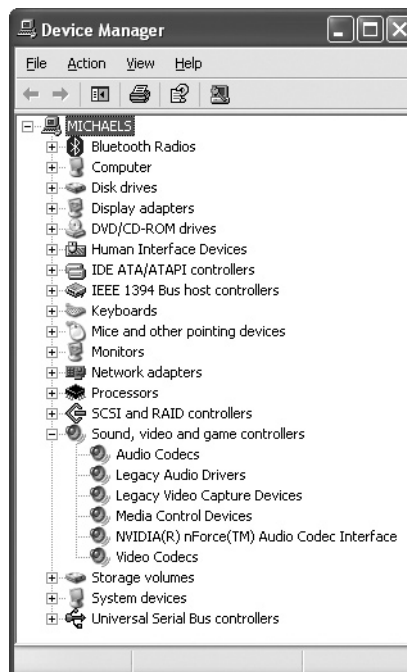 Device Manager
File Action View Help
MICHAELS
Bluetooth Radios
Computer
Disk drives
Display adapters
DVD/CD-ROM drives
Human Interface Devices
IDE ATA/ATAPI controllers
IEEE 1394 Bus host controllers
Keyboards
Mice and other pointing devices
Monitors
Network adapters
Processors
SCSI and RAID controllers
Sound, video and game controllers
Audio Codecs
Legacy Audio Drivers
Legacy Video Capture Devices
Media Control Devices
NVIDIA(R) nForce(TM) Audio Codec Interface
Video Codecs
Storage volumes
System devices
Universal Serial Bus controllers